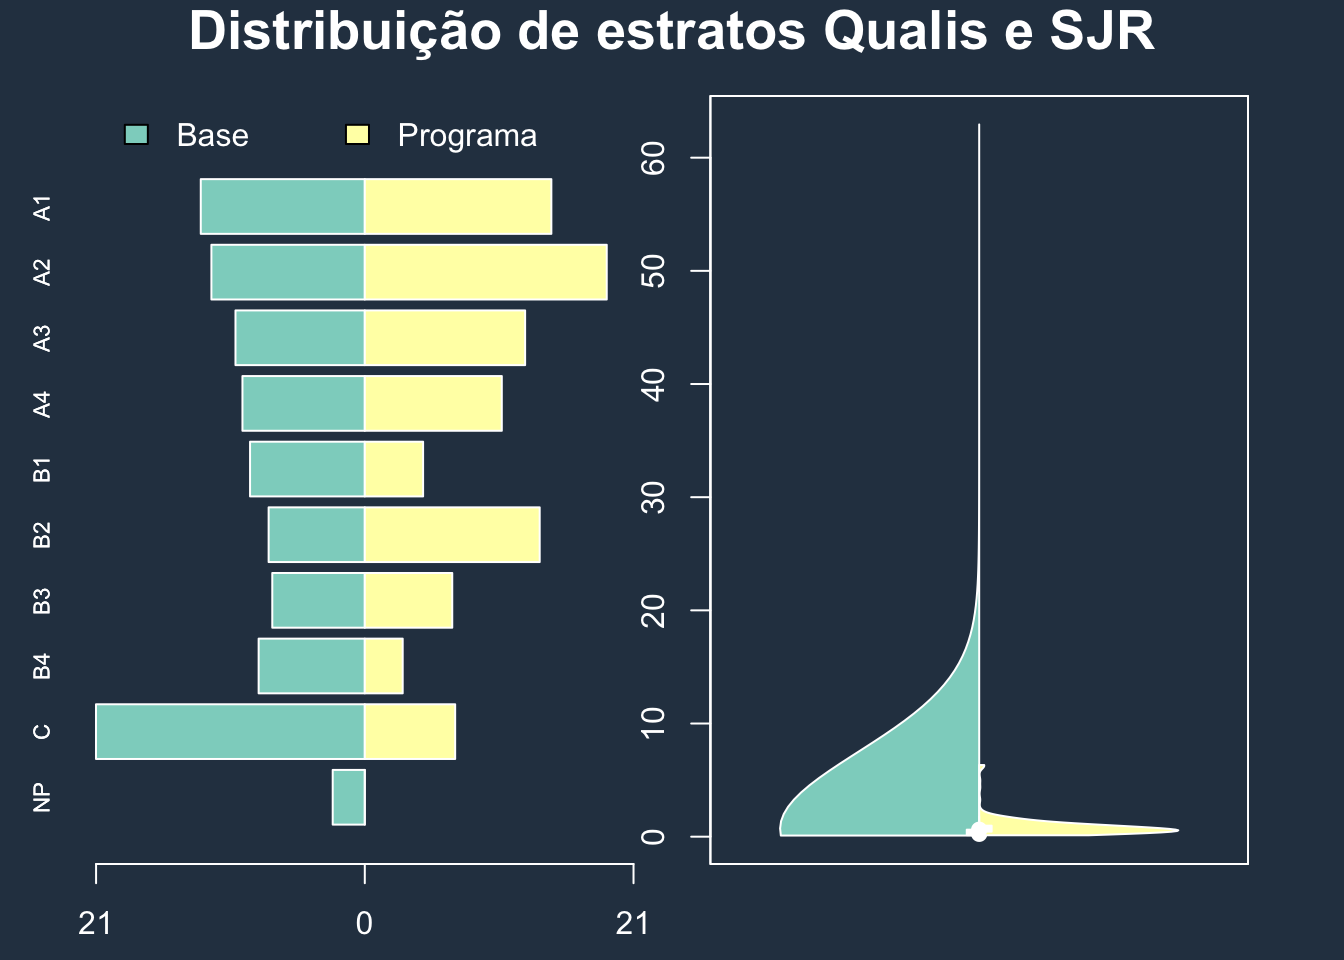 Distribuição de estratos Qualis e SJR
Base
Programa
A1
A2
A3
A4
B1
B2
B3
B4
C
NP
21
0
21
60
50
40
30
20
10
0